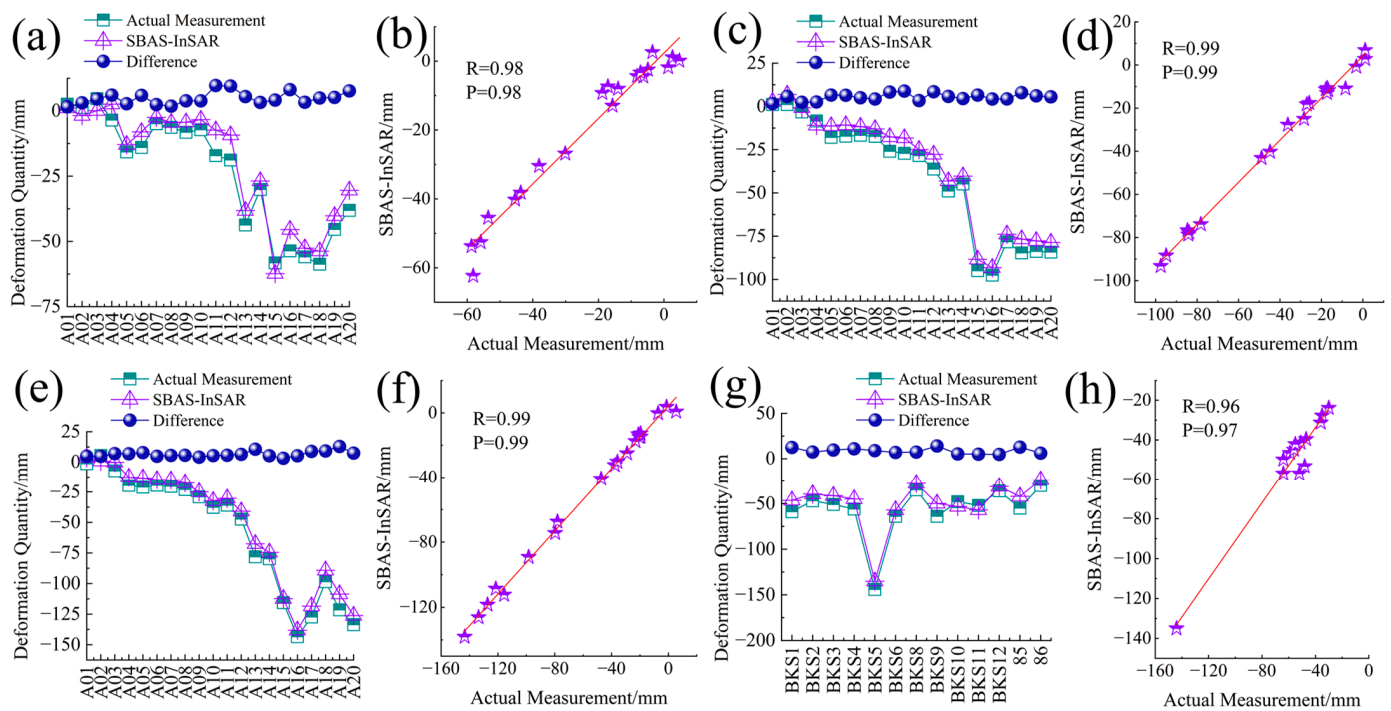 (a)
Actual Measurement
SBAS-InSAR
Difference
Deformation Quantity/mm
0
−25
−50
−75
A01 A02 A03 A04 A05 A06 A07 A08 A09 A10 A11 A12 A13 A14 A15 A16 A17 A18 A19 A20
(b)
R=0.98
P=0.98
SBAS-InSAR/mm
0
−20
−40
−60
−60 −40 −20 0
Actual Measurement/mm
(c)
Actual Measurement
SBAS-InSAR
Difference
Deformation Quantity/mm
25
0
−25
−50
−75
−100
A01 A02 A03 A04 A05 A06 A07 A08 A09 A10 A11 A12 A13 A14 A15 A16 A17 A18 A19 A20
(d)
R=0.99
P=0.99
SBAS-InSAR/mm
20
0
−20
−40
−60
−80
−100
−100 −80 −60 −40 −20 0
Actual Measurement/mm
(e)
Actual Measurement
SBAS-InSAR
Difference
Deformation Quantity/mm
25
0
−25
−50
−75
−100
−125
−150
A01 A02 A03 A04 A05 A06 A07 A08 A09 A10 A11 A12 A13 A14 A15 A16 A17 A18 A19 A20
(f)
R=0.99
P=0.99
SBAS-InSAR/mm
0
−40
−80
−120
−160 −120 −80 −40 0
Actual Measurement/mm
(g)
Actual Measurement
SBAS-InSAR
Difference
Deformation Quantity/mm
50
0
−50
−100
−150
−200
BKS1 BKS2 BKS3 BKS4 BKS5 BKS6 BKS8 BKS9 BKS10 BKS11 BKS12 85 86
(h)
R=0.96
P=0.97
SBAS-InSAR/mm
−20
−40
−60
−80
−100
−120
−140
−160 −120 −80 −40 0
Actual Measurement/mm